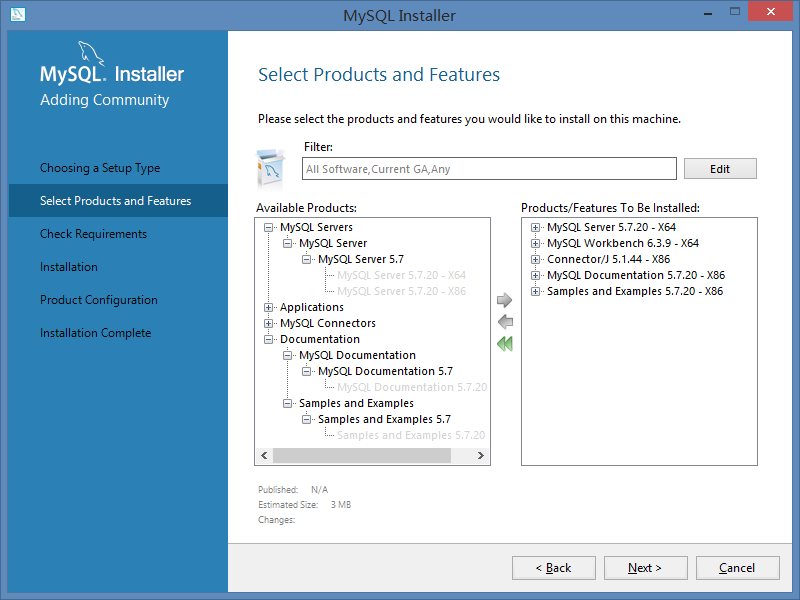 MySQL Installer
MySQL. Installer
Adding Community
Choosing a Setup Type
Select Products and Features
Check Requirements
Installation
Product Configuration
Installation Complete
Select Products and Features
Please select the products and features you would like to install on this machine.
Filter:
All Software,Current GA,Any
Edit
Available Products:
MySQL Servers
MySQL Server
MySQL Server 5.7
MySQL Server 5.7.20 - X64
MySQL Server 5.7.20 - X86
Applications
MySQL Connectors
Documentation
MySQL Documentation
MySQL Documentation 5.7
MySQL Documentation 5.7.20
Samples and Examples
Samples and Examples 5.7
Samples and Examples 5.7.20
Products/Features To Be Installed:
MySQL Server 5.7.20 - X64
MySQL Workbench 6.3.9 - X64
Connector/J 5.1.44 - X86
MySQL Documentation 5.7.20 - X86
Samples and Examples 5.7.20 - X86
Published: N/A
Estimated Size: 3 MB
Changes:
< Back
Next >
Cancel